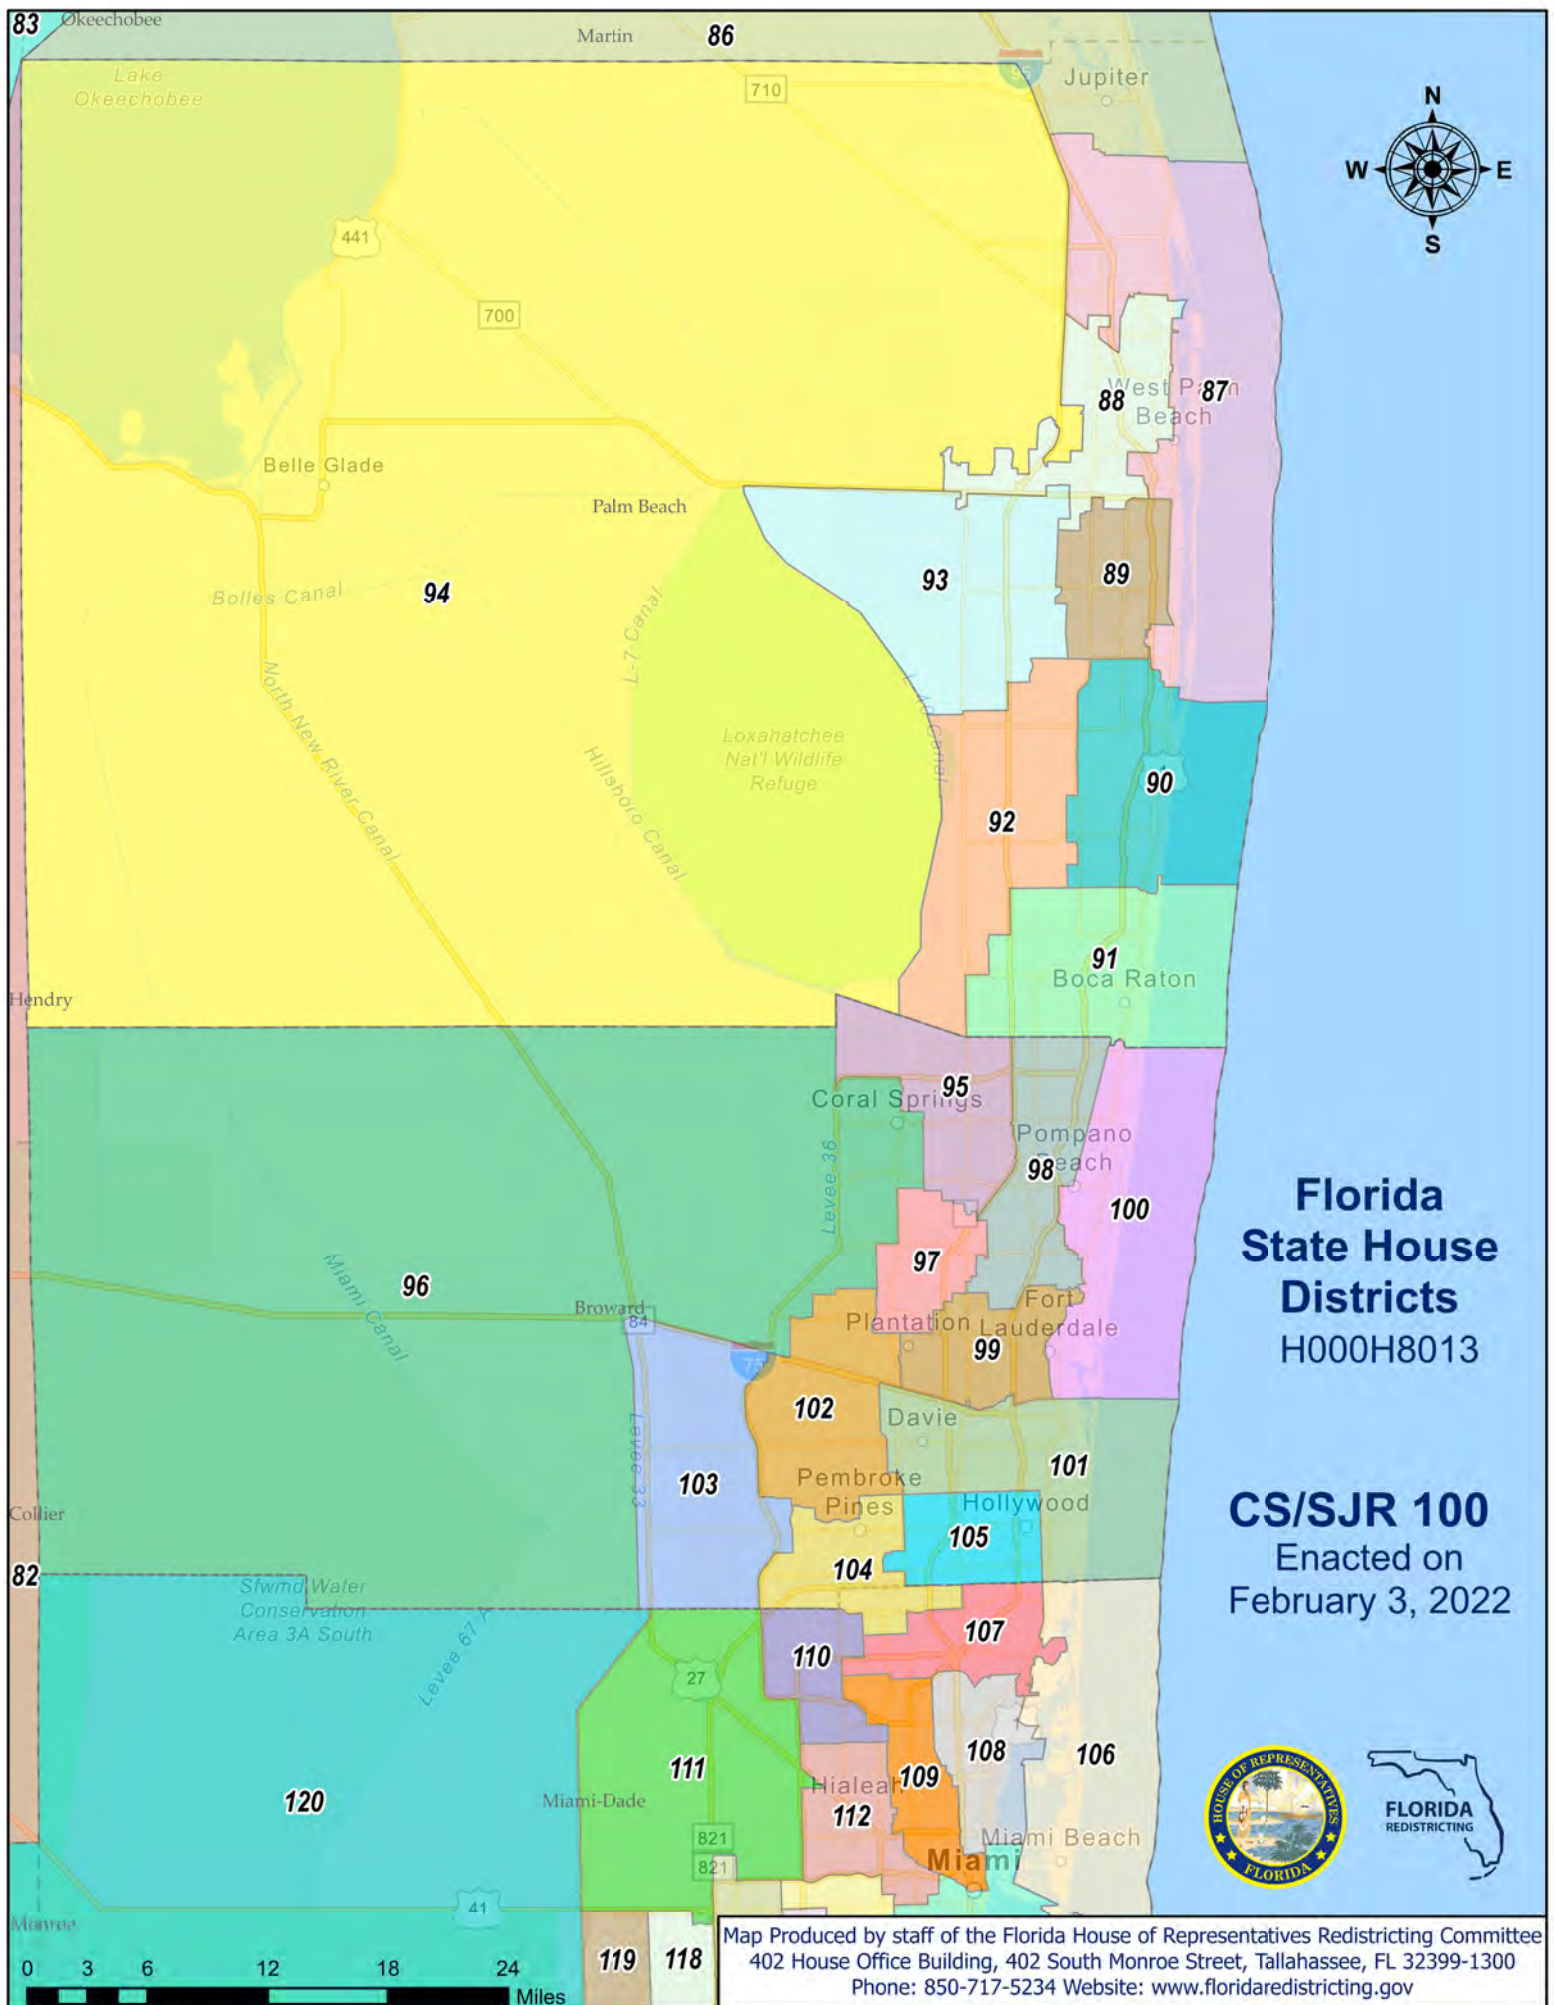 83
Okeechobee
Martin
86
Lake
Okeechobee
710
95
Jupiter
N
W
E
S
441
700
88
West Palm
Beach
87
Belle Glade
Palm Beach
93
89
Bolles Canal
94
L-7 Canal
North New River Canal
L-40 Canal
Loxahatchee
Nat'l Wildlife
Refuge
Hillsboro Canal
90
92
91
Boca Raton
Hendry
95
Coral Springs
Pompano
Beach
98
Levee 36
100
97
96
Miami Canal
Broward
84
Plantation
Fort
Lauderdale
99
75
102
Davie
Levee 33
103
Pembroke
Pines
101
Hollywood
105
Collier
104
82
Sfwmd Water
Conservation
Area 3A South
Levee 67 A
107
110
27
108
106
111
109
Hialeah
112
120
Miami-Dade
821
821
Miami Beach
Miami
41
Monroe
119
118
0 3 6 12 18 24
Miles
Florida
State House
Districts
H000H8013
CS/SJR 100
Enacted on
February 3, 2022
HOUSE OF REPRESENTATIVES
FLORIDA
FLORIDA
REDISTRICTING
Map Produced by staff of the Florida House of Representatives Redistricting Committee
402 House Office Building, 402 South Monroe Street, Tallahassee, FL 32399-1300
Phone: 850-717-5234 Website: www.floridaredistricting.gov